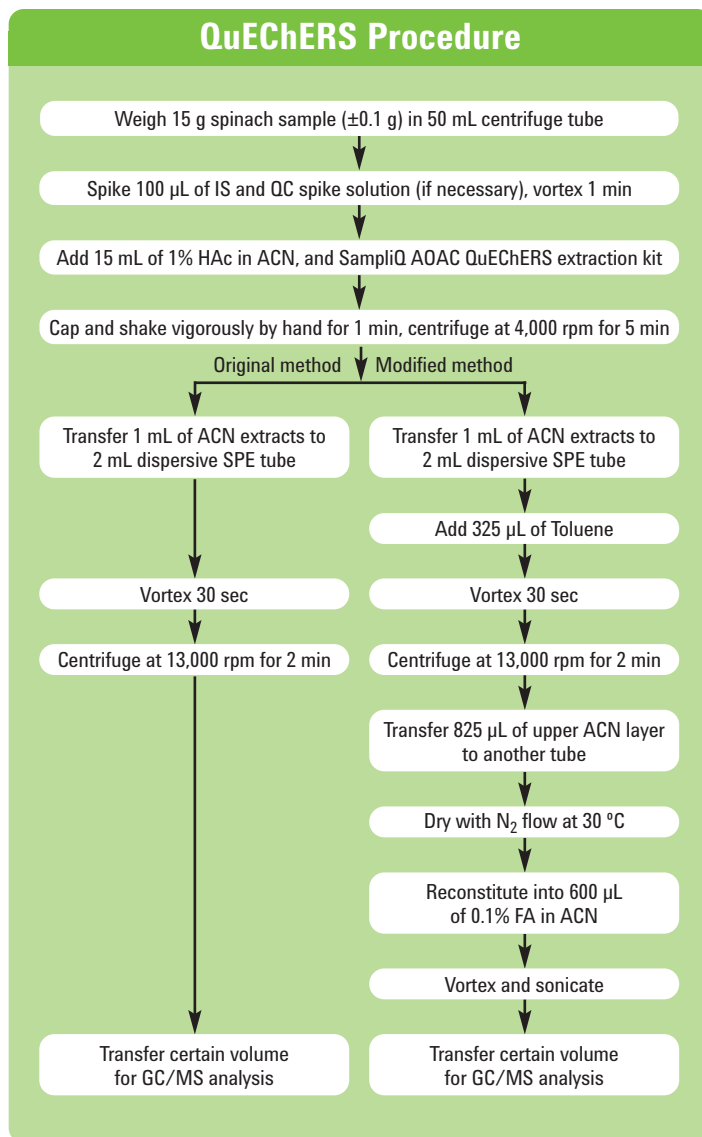 QuEChERS Procedure
Weigh 15 g spinach sample (±0.1 g) in 50 mL centrifuge tube
Spike 100 µL of IS and QC spike solution (if necessary), vortex 1 min
Add 15 mL of 1% HAc in ACN, and SampliQ AOAC QuEChERS extraction kit
Cap and shake vigorously by hand for 1 min, centrifuge at 4,000 rpm for 5 min
Original method
Modified method
Transfer 1 mL of ACN extracts to
2 mL dispersive SPE tube
Vortex 30 sec
Centrifuge at 13,000 rpm for 2 min
Transfer certain volume
for GC/MS analysis
Transfer 1 mL of ACN extracts to
2 mL dispersive SPE tube
Add 325 µL of Toluene
Vortex 30 sec
Centrifuge at 13,000 rpm for 2 min
Transfer 825 µL of upper ACN layer
to another tube
Dry with N₂ flow at 30 ºC
Reconstitute into 600 µL
of 0.1% FA in ACN
Vortex and sonicate
Transfer certain volume
for GC/MS analysis